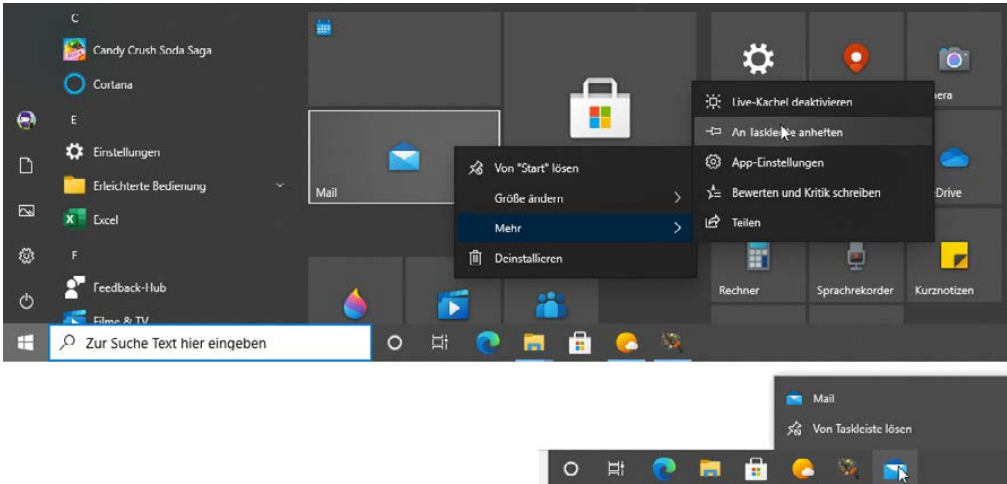 C
Candy Crush Soda Saga
Cortana
E
Einstellungen
Erleichterte Bedienung
Excel
F
Feedback-Hub
Filme & TV
Mail
Von "Start" lösen
Größe ändern
Mehr
Deinstallieren
Live-Kachel deaktivieren
An Taskleiste anheften
App-Einstellungen
Bewerten und Kritik schreiben
Teilen
Rechner
Sprachrekorder
Kurznotizen
Zur Suche Text hier eingeben
Mail
Von Taskleiste lösen